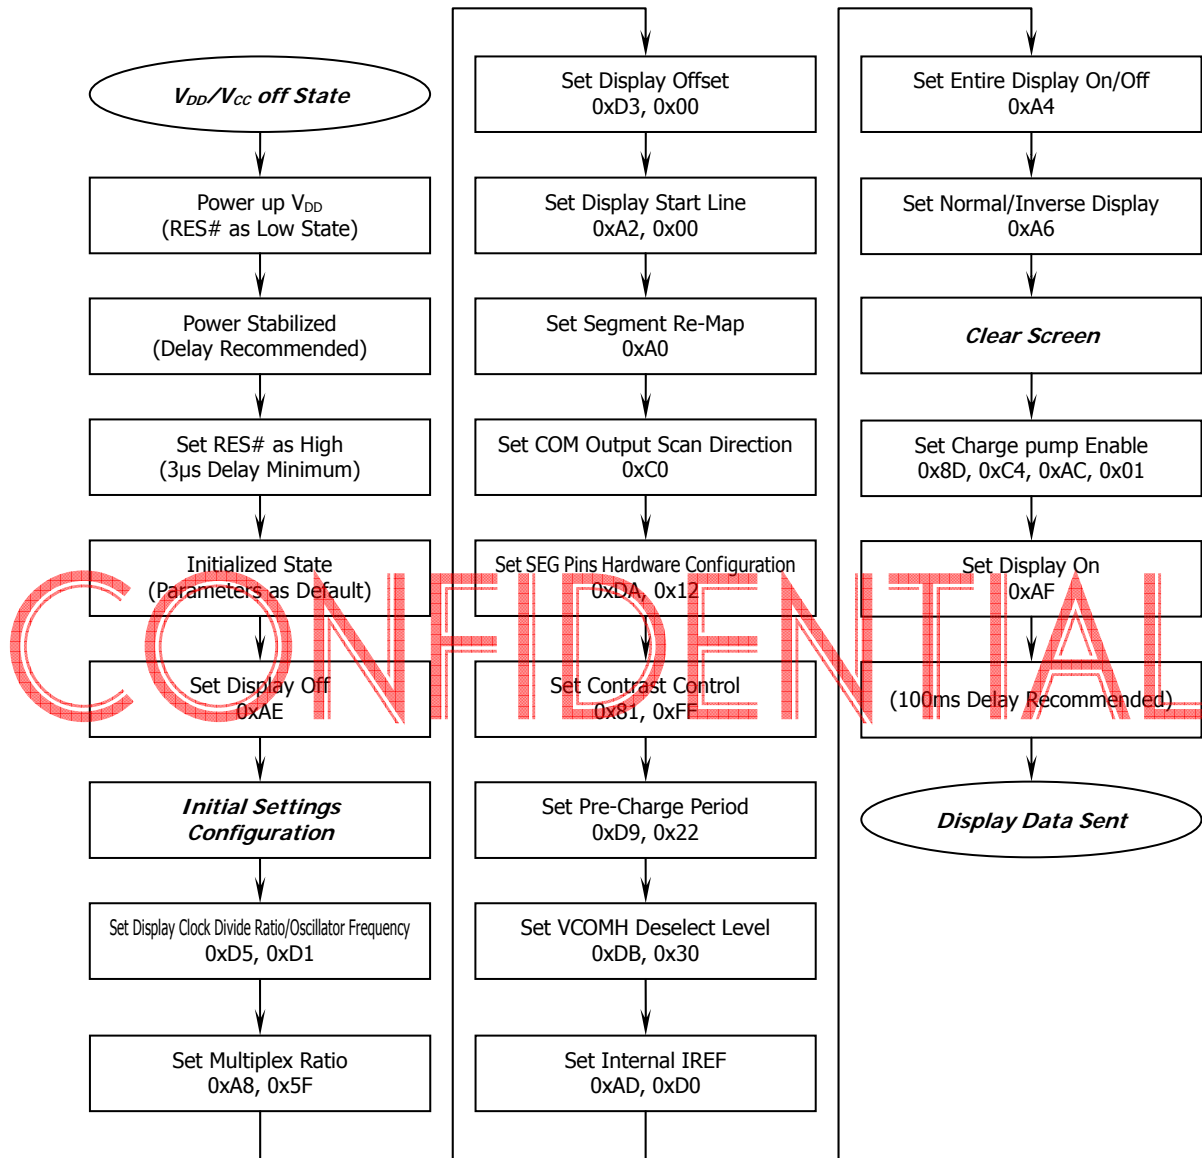 V_DD/V_CC off State
Power up V_DD
(RES# as Low State)
Power Stabilized
(Delay Recommended)
Set RES# as High
(3µs Delay Minimum)
Initialized State
(Parameters as Default)
Set Display Off
0xAE
Initial Settings
Configuration
Set Display Clock Divide Ratio/Oscillator Frequency
0xD5, 0xD1
Set Multiplex Ratio
0xA8, 0x5F
Set Display Offset
0xD3, 0x00
Set Display Start Line
0xA2, 0x00
Set Segment Re-Map
0xA0
Set COM Output Scan Direction
0xC0
Set SEG Pins Hardware Configuration
0xDA, 0x12
Set Contrast Control
0x81, 0xFF
Set Pre-Charge Period
0xD9, 0x22
Set VCOMH Deselect Level
0xDB, 0x30
Set Internal IREF
0xAD, 0xD0
Set Entire Display On/Off
0xA4
Set Normal/Inverse Display
0xA6
Clear Screen
Set Charge pump Enable
0x8D, 0xC4, 0xAC, 0x01
Set Display On
0xAF
(100ms Delay Recommended)
Display Data Sent
CONFIDENTIAL